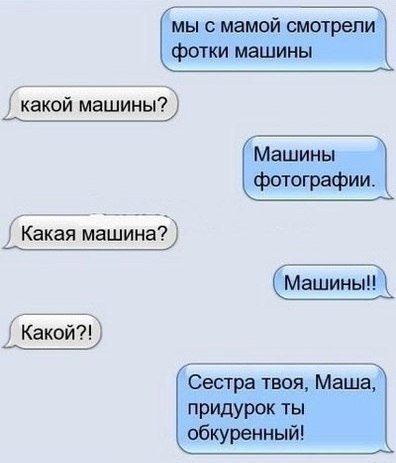 мы с мамой смотрели
фотки машины
какой машины?
Машины
фотографии.
Какая машина?
Машины!!
Какой?!
Сестра твоя, Маша,
придурок ты
обкуренный!